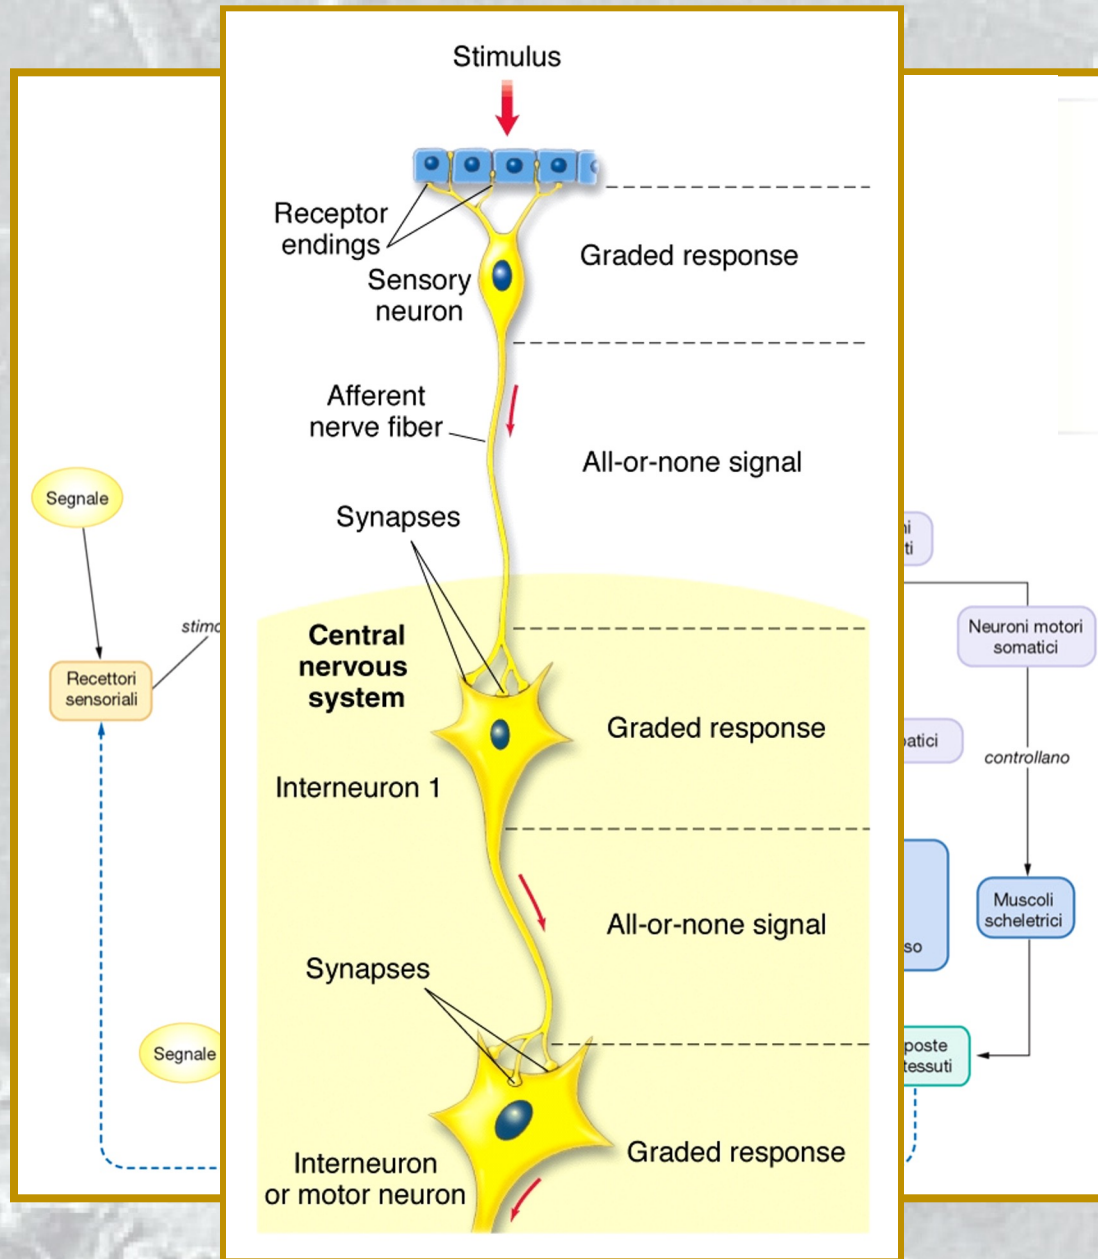 Stimulus
Receptor
endings
Graded response
Sensory
neuron
Afferent
nerve fiber
All-or-none signal
Synapses
Central
nervous
system
Graded response
Interneuron 1
All-or-none signal
Synapses
Graded response
Interneuron
or motor neuron
Segnale
Recettori
sensoriali
Segnale
Neuroni motori
somatici
controllano
Muscoli
scheletrici
tessuti